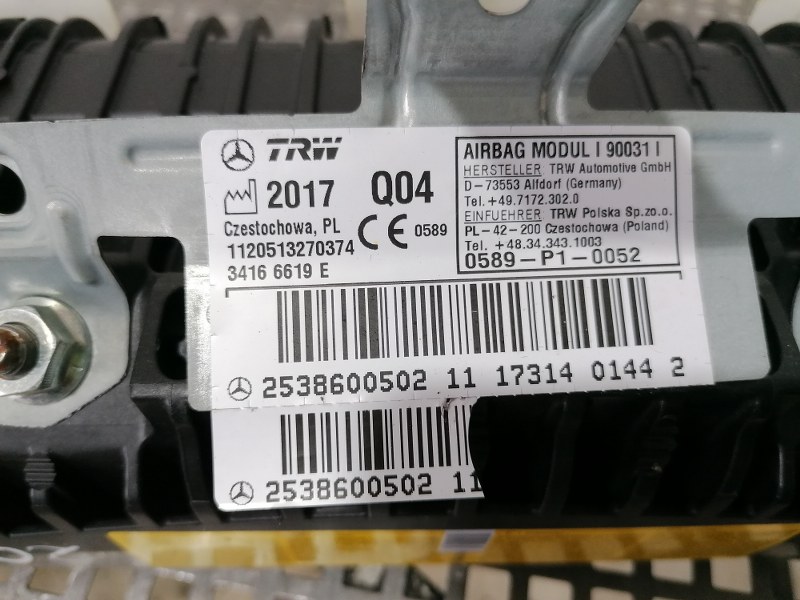 TRW
2017 Q04
Czestochowa, PL
CE 0589
1120513270374
3416 6619 E
AIRBAG MODUL I 90031 I
HERSTELLER TRW Automotive GmbH
D-73553 Alfdorf (Germany)
Tel.+49.7172.302.0
EINFUEHRER TRW Polska Sp.zo.o.
PL-42-200 Czestochowa (Poland)
Tel. +48.34.343.1003
0589-P1-0052
2538600502 11 17314 0144 2
2538600502 11